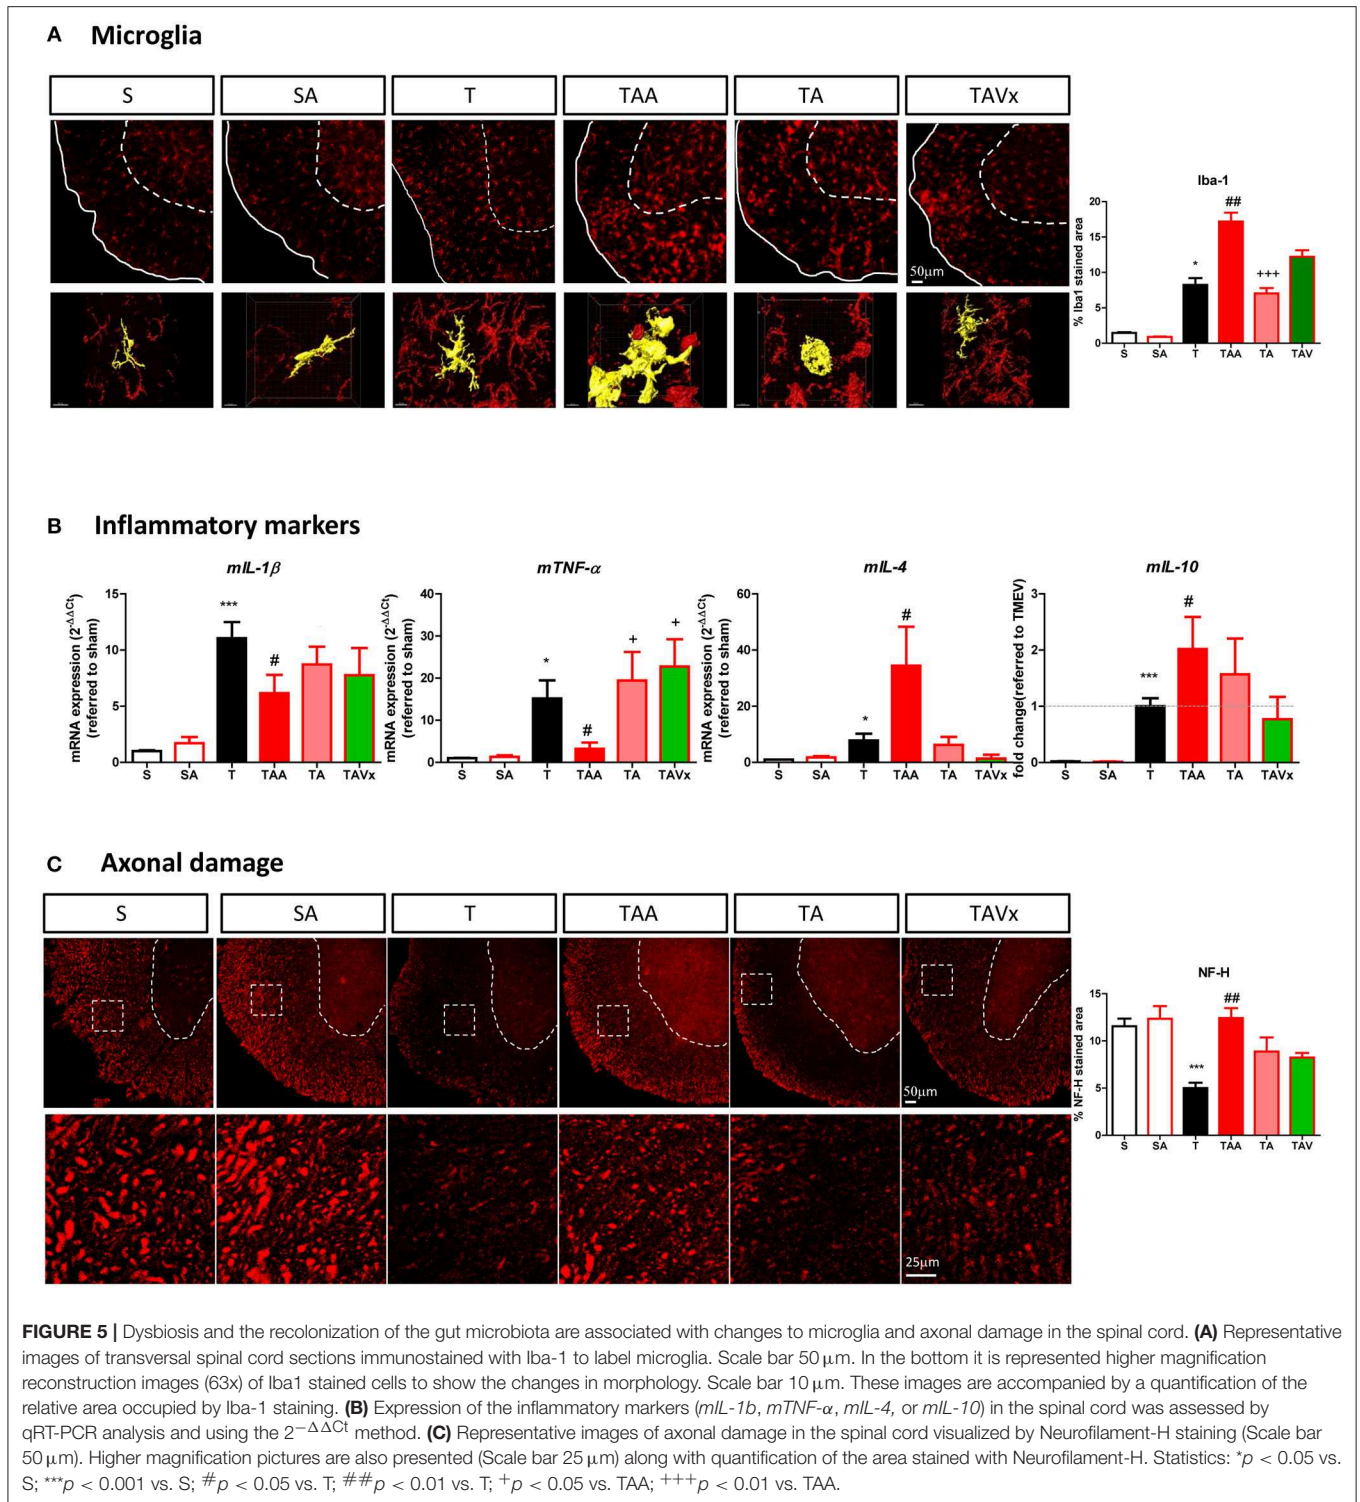 A Microglia
S SA T TAA TA TAVx
50μm
Iba-1
% Iba1 stained area
20
15
10
5
0
* ## +++
S SA T TAA TA TAV
B Inflammatory markers
mIL-1β
mRNA expression (2^-ΔΔCt)
(referred to sham)
15
10
5
0
*** #
S SA T TAA TA TAVx
mTNF-α
mRNA expression (2^-ΔΔCt)
(referred to sham)
40
30
20
10
0
* # + +
S SA T TAA TA TAVx
mIL-4
mRNA expression (2^-ΔΔCt)
(referred to sham)
60
40
20
0
* #
S SA T TAA TA TAVx
mIL-10
fold change(referred to TMEV)
3
2
1
0
*** #
S SA T TAA TA TAVx
C Axonal damage
S SA T TAA TA TAVx
50μm
25μm
NF-H
% NF-H stained area
15
10
5
0
*** ##
S SA T TAA TA TAV
FIGURE 5 | Dysbiosis and the recolonization of the gut microbiota are associated with changes to microglia and axonal damage in the spinal cord. (A) Representative
images of transversal spinal cord sections immunostained with Iba-1 to label microglia. Scale bar 50 μm. In the bottom it is represented higher magnification
reconstruction images (63x) of Iba1 stained cells to show the changes in morphology. Scale bar 10 μm. These images are accompanied by a quantification of the
relative area occupied by Iba-1 staining. (B) Expression of the inflammatory markers (mIL-1b, mTNF-α, mIL-4, or mIL-10) in the spinal cord was assessed by
qRT-PCR analysis and using the 2^−ΔΔCt method. (C) Representative images of axonal damage in the spinal cord visualized by Neurofilament-H staining (Scale bar
50 μm). Higher magnification pictures are also presented (Scale bar 25 μm) along with quantification of the area stained with Neurofilament-H. Statistics: *p < 0.05 vs.
S; ***p < 0.001 vs. S; #p < 0.05 vs. T; ##p < 0.01 vs. T; +p < 0.05 vs. TAA; +++p < 0.01 vs. TAA.